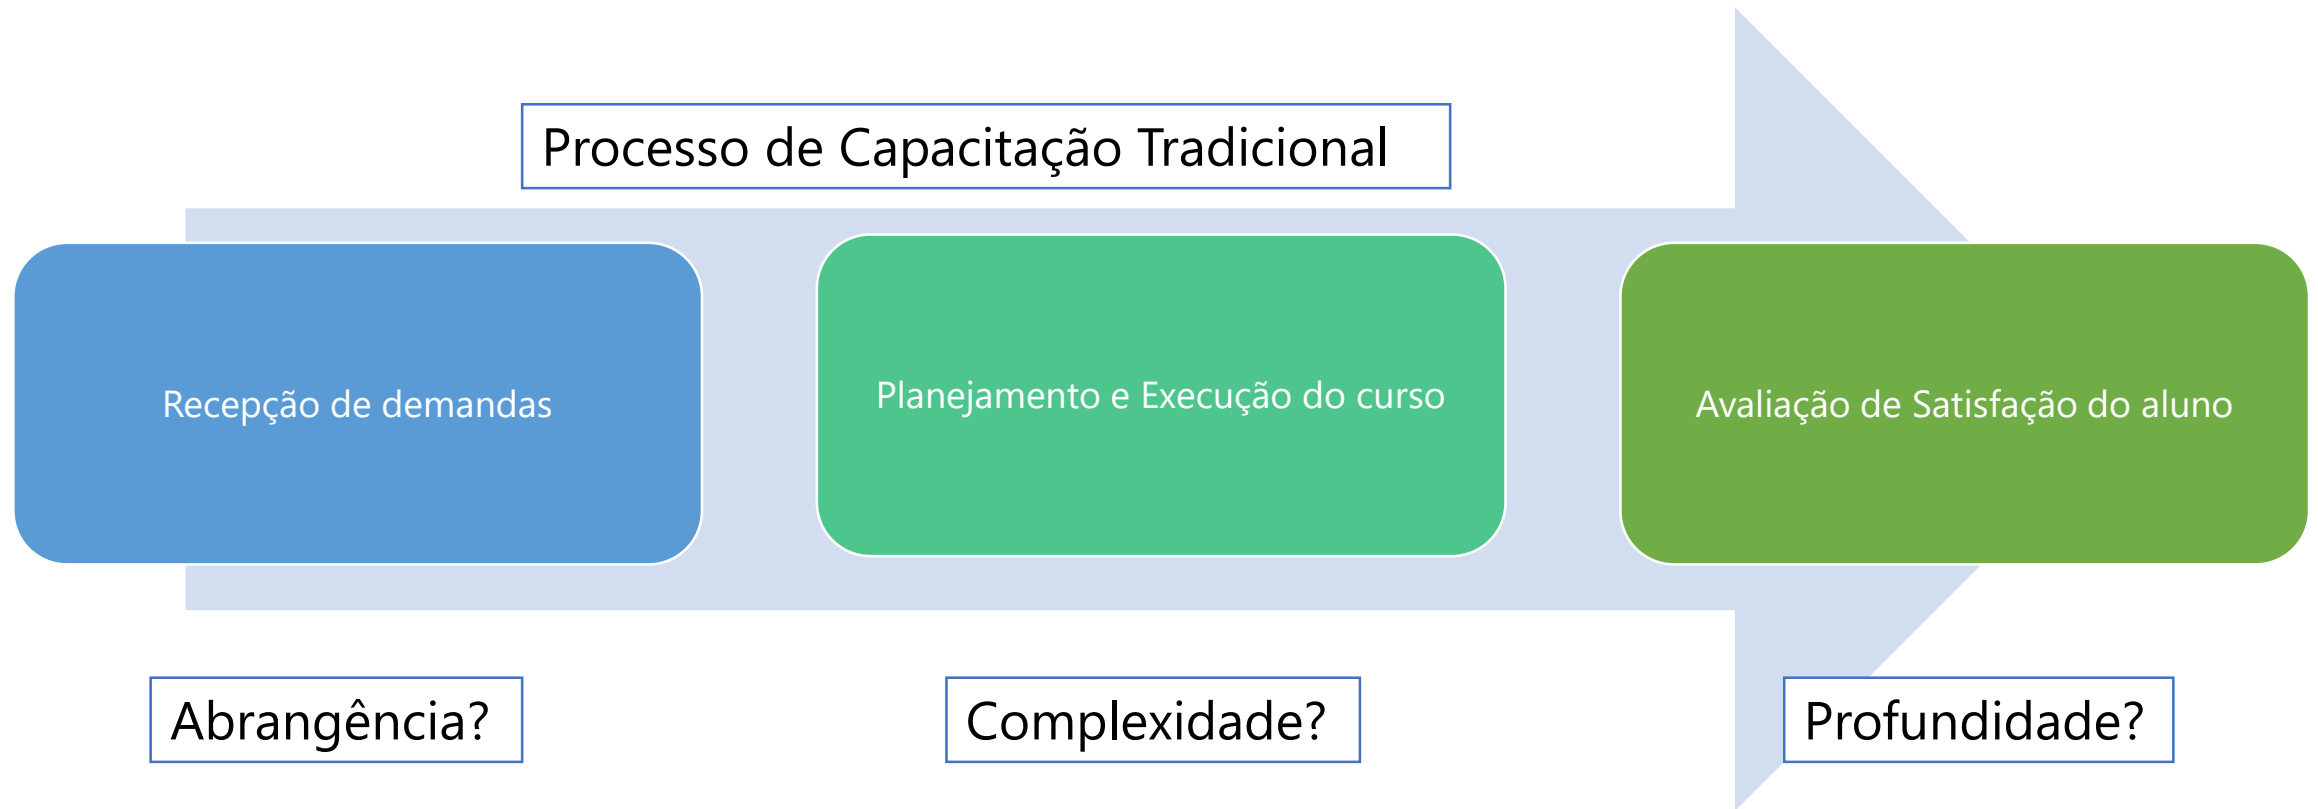 Processo de Capacitação Tradicional
Recepção de demandas
Planejamento e Execução do curso
Avaliação de Satisfação do aluno
Abrangência?
Complexidade?
Profundidade?